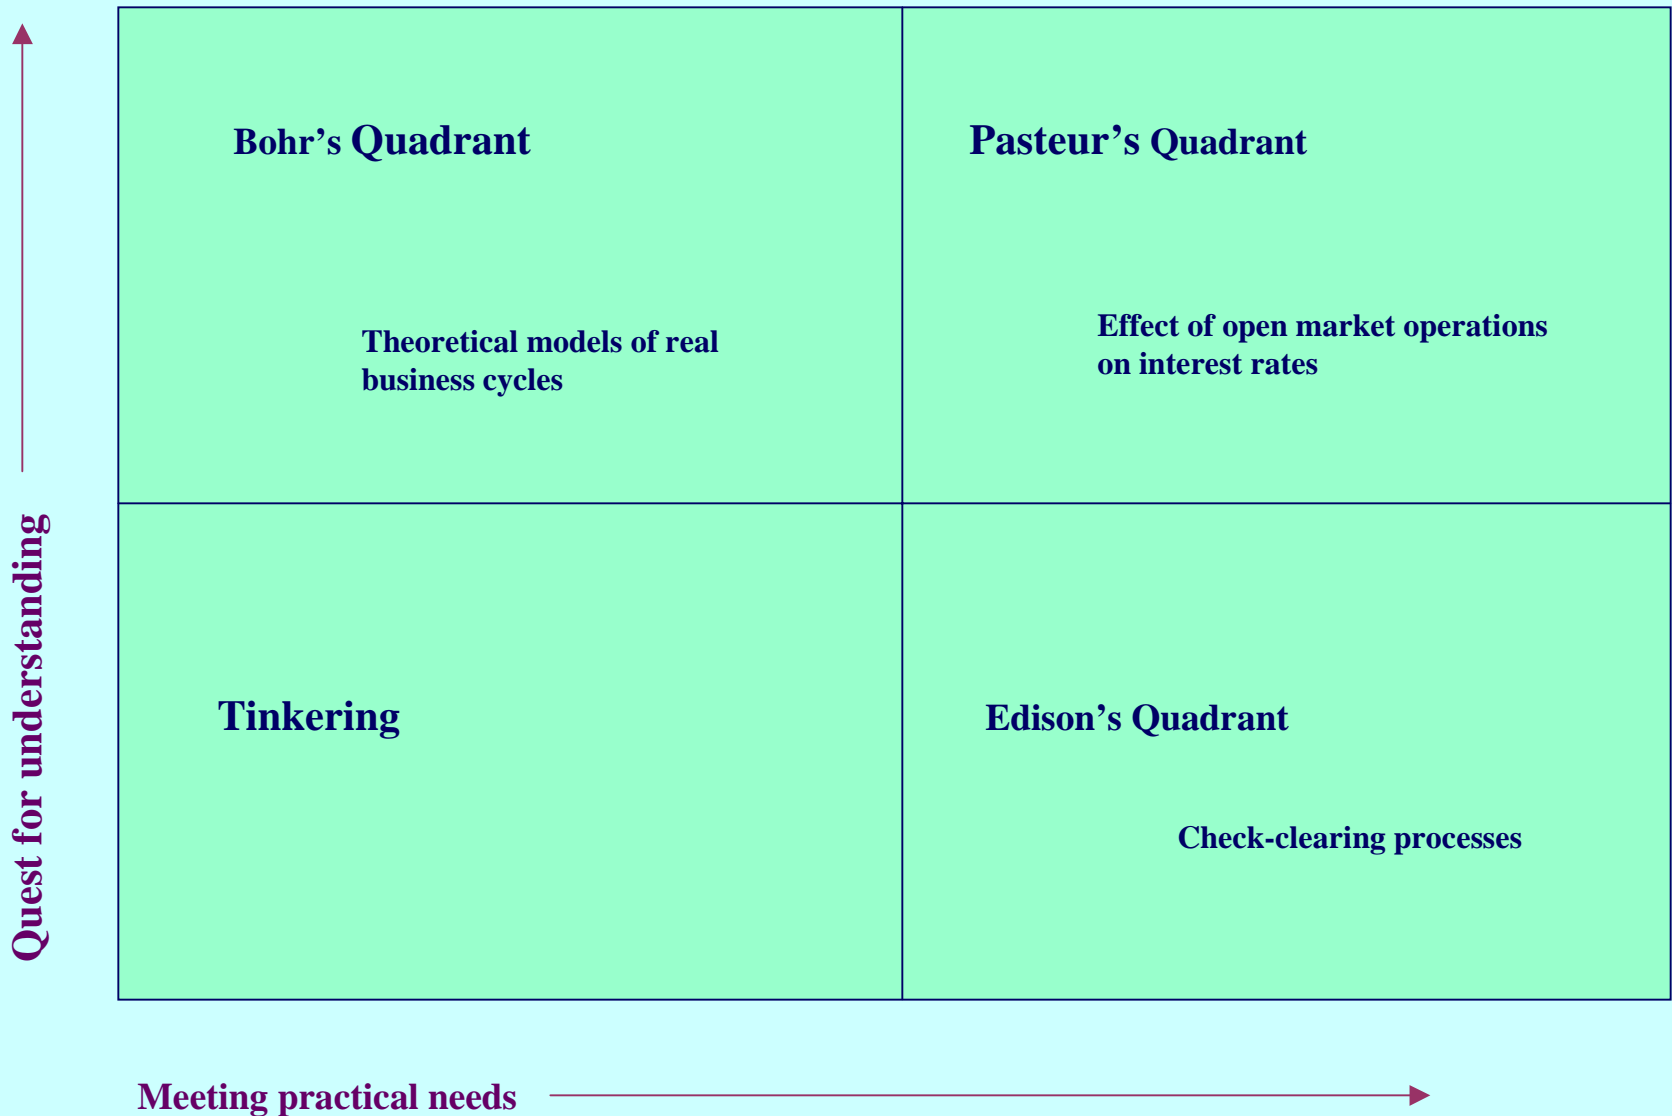 Bohr’s Quadrant
Pasteur’s Quadrant
Theoretical models of real
business cycles
Effect of open market operations
on interest rates
Quest for understanding
Tinkering
Edison’s Quadrant
Check-clearing processes
Meeting practical needs